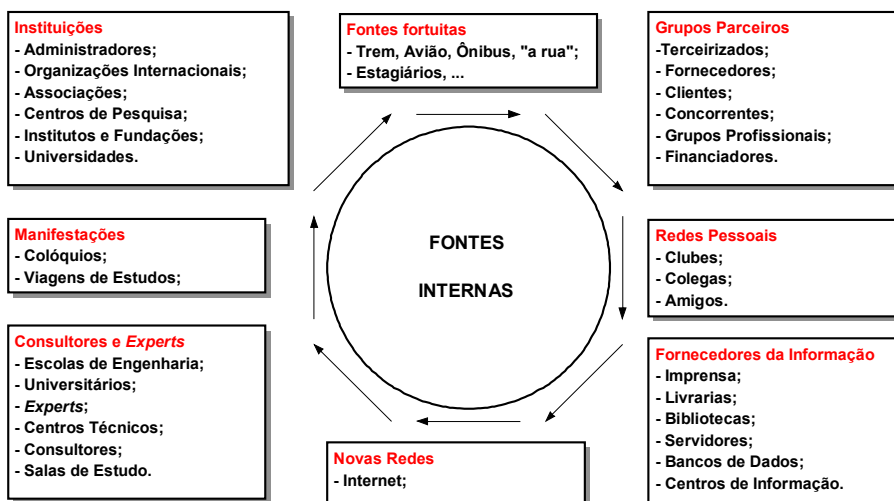 Instituições
- Administradores;
- Organizações Internacionais;
- Associações;
- Centros de Pesquisa;
- Institutos e Fundações;
- Universidades.
Fontes fortuitas
- Trem, Avião, Ônibus, "a rua";
- Estagiários, ...
Grupos Parceiros
-Terceirizados;
- Fornecedores;
- Clientes;
- Concorrentes;
- Grupos Profissionais;
- Financiadores.
Manifestações
- Colóquios;
- Viagens de Estudos;
FONTES
INTERNAS
Redes Pessoais
- Clubes;
- Colegas;
- Amigos.
Consultores e Experts
- Escolas de Engenharia;
- Universitários;
- Experts;
- Centros Técnicos;
- Consultores;
- Salas de Estudo.
Novas Redes
- Internet;
Fornecedores da Informação
- Imprensa;
- Livrarias;
- Bibliotecas;
- Servidores;
- Bancos de Dados;
- Centros de Informação.